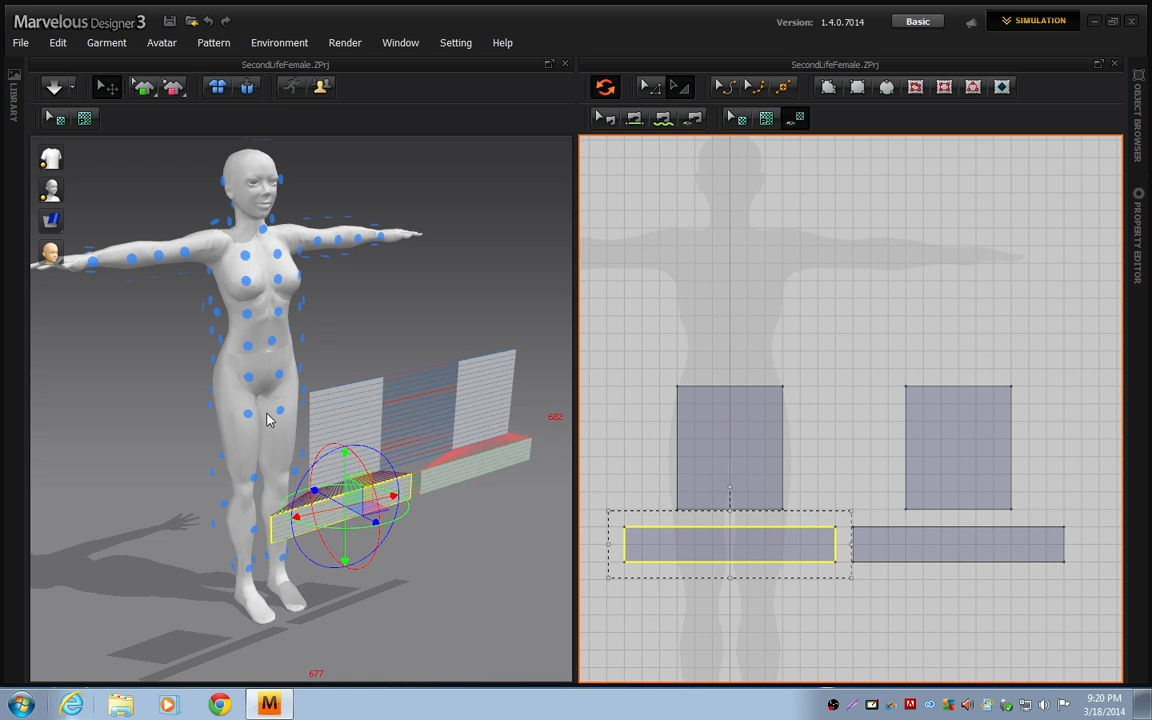 Marvelous Designer 3
Version: 1.4.0.7014
Basic
SIMULATION
File Edit Garment Avatar Pattern Environment Render Window Setting Help
SecondLifeFemale.ZPrj
SecondLifeFemale.ZPrj
LIBRARY
OBJECT BROWSER
PROPERTY EDITOR
682
677
M
9:20 PM
3/18/2014